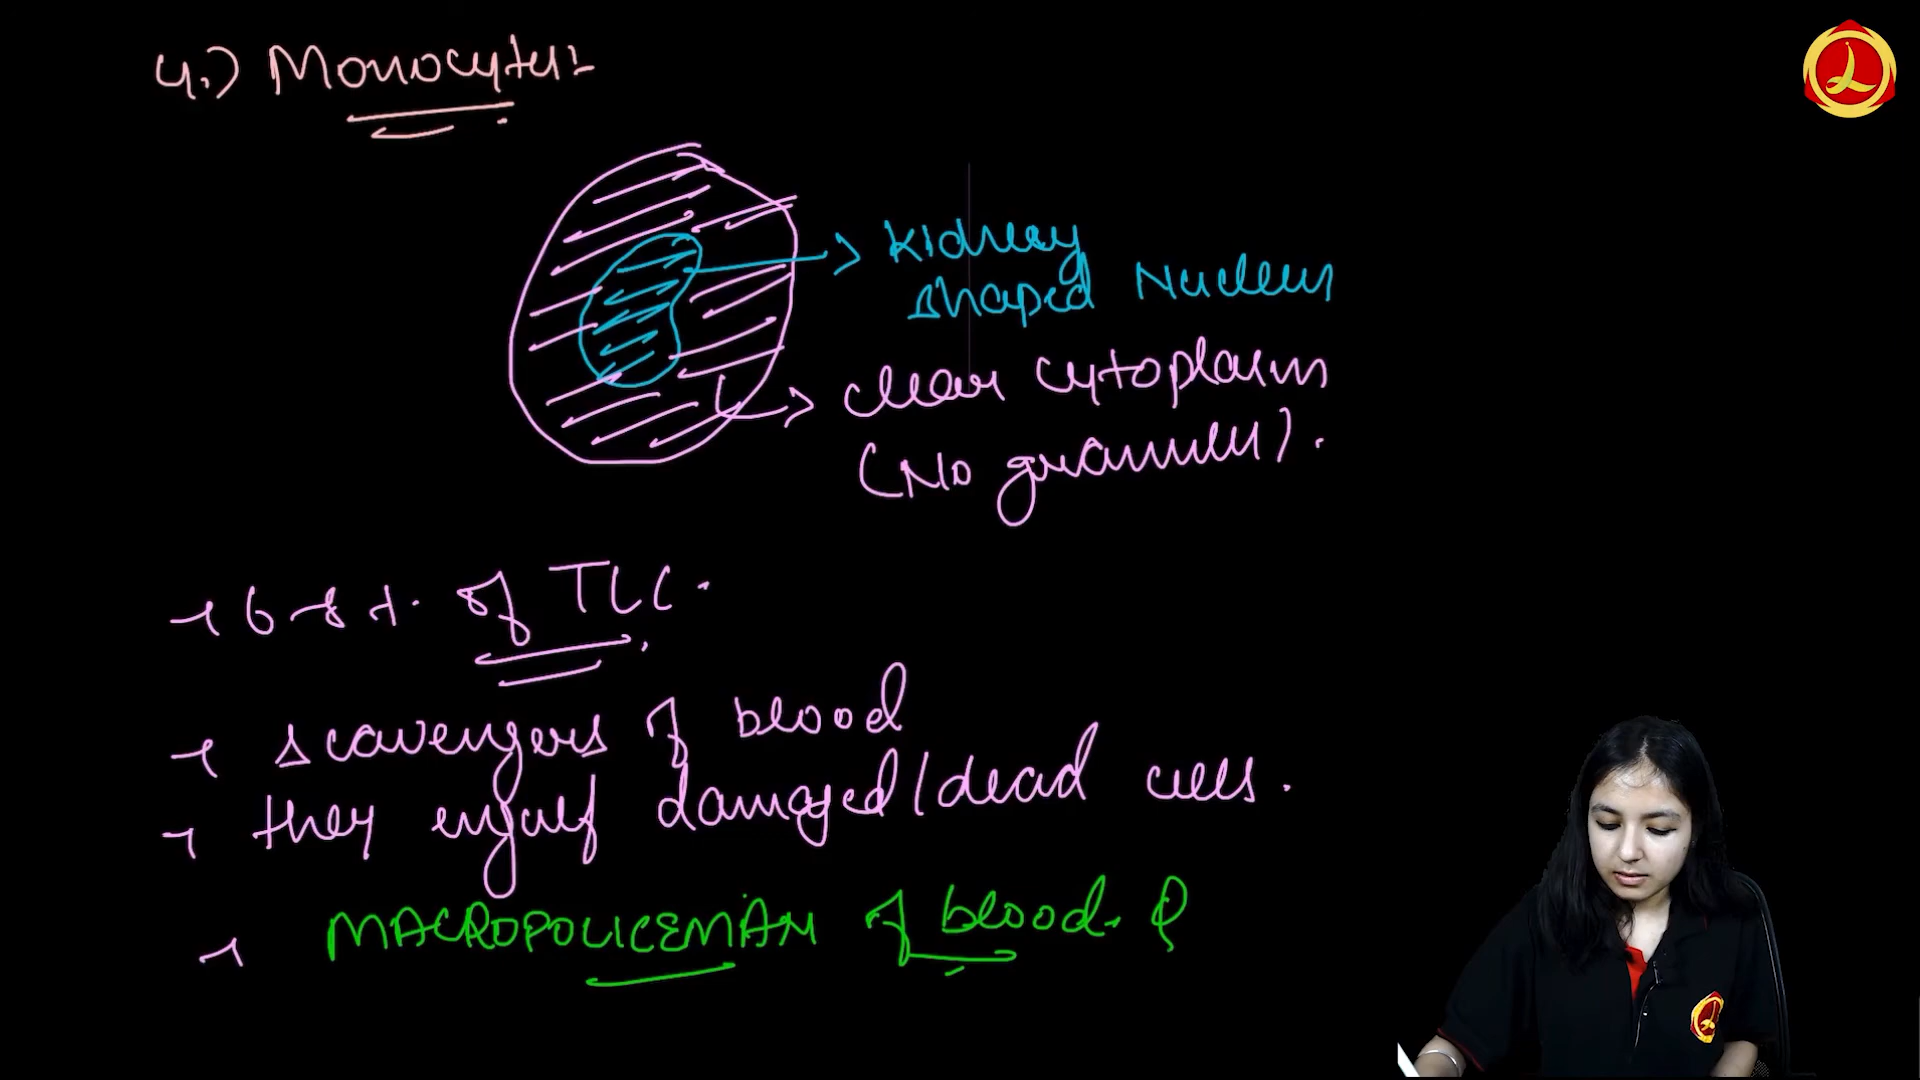 4.) Monocytes:-
kidney
shaped Nucleus
clear cytoplasm
(No granules).
→ 6-8 %. of TLC.
→ scavengers of blood
→ they engulf damaged/dead cells.
→ MACROPOLICEMAN of blood.